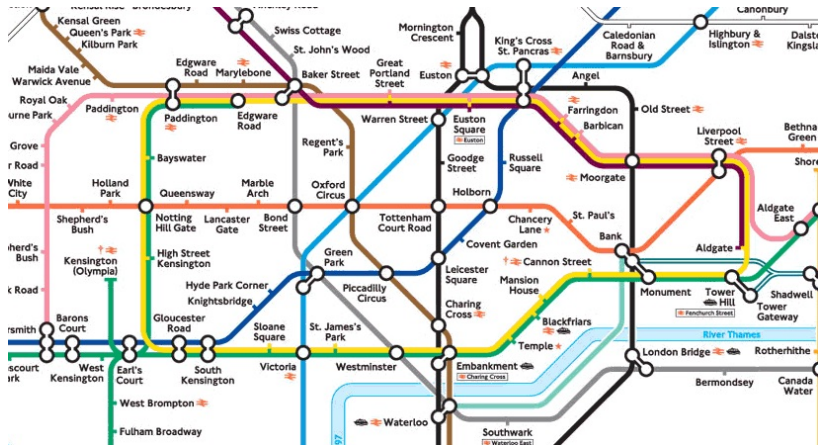 Kensal Green
Queen's Park
Kilburn Park
Maida Vale
Warwick Avenue
Royal Oak
Edgware
Road
Marylebone
Paddington
Paddington
Edgware
Road
Swiss Cottage
St. John's Wood
Baker Street
Great
Portland
Street
Mornington
Crescent
Euston
King's Cross
St. Pancras
Caledonian
Road &
Barnsbury
Canonbury
Highbury &
Islington
Angel
Old Street
Warren Street
Euston
Square
Euston
Farringdon
Barbican
Liverpool
Street
Moorgate
Bayswater
Regent's
Park
Goodge
Street
Russell
Square
Grove
White
City
Holland
Park
Queensway
Marble
Arch
Oxford
Circus
Holborn
St. Paul's
Shepherd's
Bush
Notting
Hill Gate
Lancaster
Gate
Bond
Street
Tottenham
Court Road
Chancery
Lane
Bank
Aldgate
East
Aldgate
Bush
Kensington
(Olympia)
High Street
Kensington
Green
Park
Piccadilly
Circus
Covent Garden
Leicester
Square
Cannon Street
Mansion
House
Hyde Park Corner
Knightsbridge
Monument
Tower
Hill
Fenchurch Street
Tower
Gateway
Shadwell
Barons
Court
Gloucester
Road
Sloane
Square
St. James's
Park
Charing
Cross
Blackfriars
Temple
River Thames
West
Kensington
Earl's
Court
South
Kensington
Victoria
Westminster
Embankment
Charing Cross
London Bridge
Rotherhithe
Bermondsey
Canada
Water
West Brompton
Fulham Broadway
Waterloo
Southwark
Waterloo East